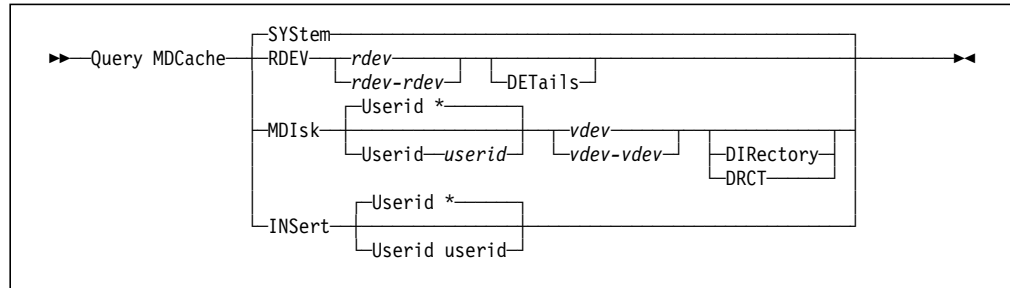 SYStem
Query MDCache RDEV rdev
rdev-rdev DETails
Userid *
MDIsk vdev
Userid userid vdev-vdev DIRectory
DRCT
Userid *
INSert
Userid userid